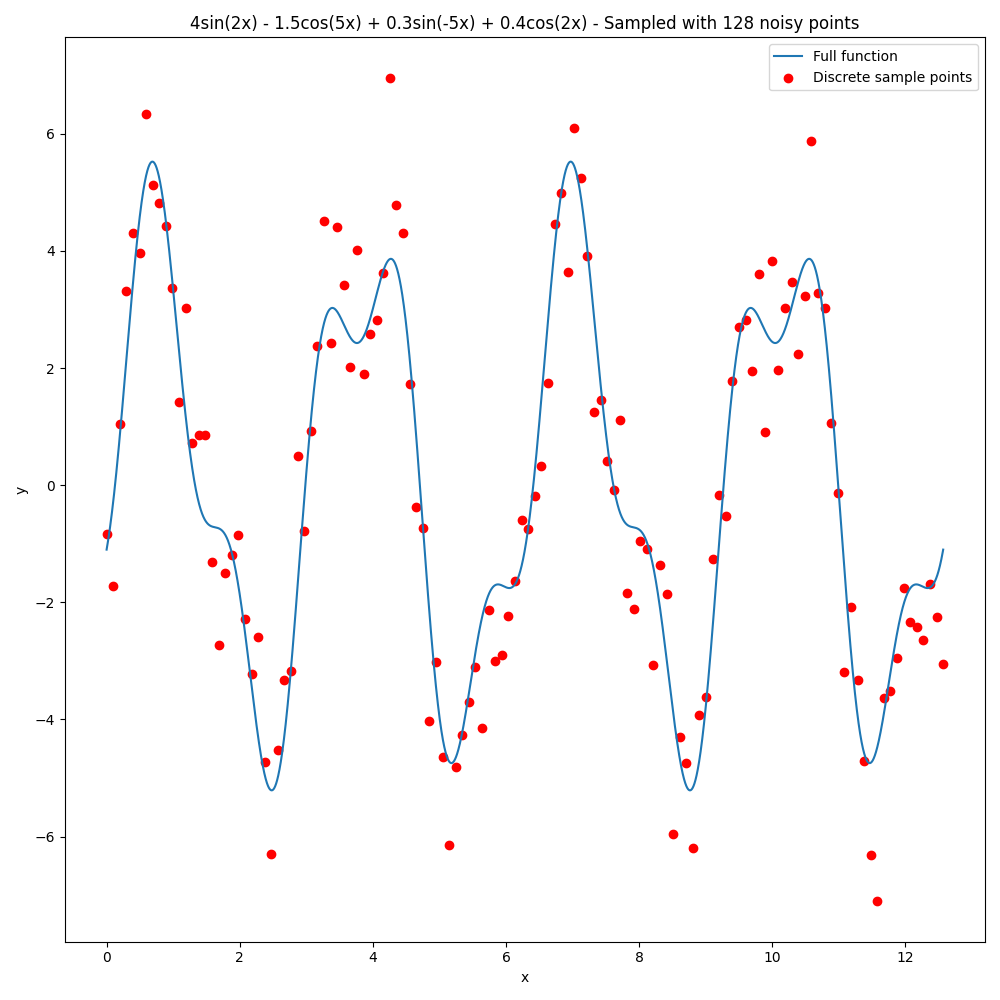 4sin(2x) - 1.5cos(5x) + 0.3sin(-5x) + 0.4cos(2x) - Sampled with 128 noisy points
Full function
Discrete sample points
6
4
2
0
−2
−4
−6
y
0 2 4 6 8 10 12
x